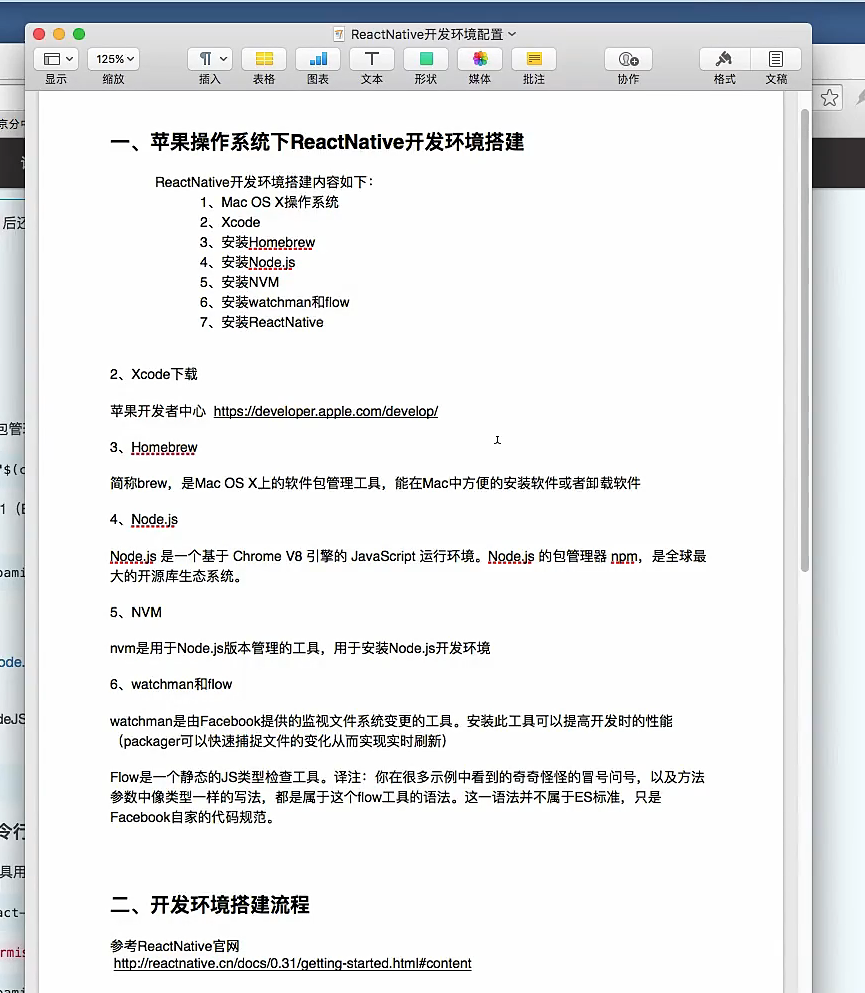 ReactNative开发环境配置
125%
显示 缩放 插入 表格 图表 文本 形状 媒体 批注 协作 格式 文稿
一、苹果操作系统下ReactNative开发环境搭建
ReactNative开发环境搭建内容如下：
1、Mac OS X操作系统
2、Xcode
3、安装Homebrew
4、安装Node.js
5、安装NVM
6、安装watchman和flow
7、安装ReactNative
2、Xcode下载
苹果开发者中心 https://developer.apple.com/develop/
3、Homebrew
简称brew，是Mac OS X上的软件包管理工具，能在Mac中方便的安装软件或者卸载软件
4、Node.js
Node.js 是一个基于 Chrome V8 引擎的 JavaScript 运行环境。Node.js 的包管理器 npm，是全球最
大的开源库生态系统。
5、NVM
nvm是用于Node.js版本管理的工具，用于安装Node.js开发环境
6、watchman和flow
watchman是由Facebook提供的监视文件系统变更的工具。安装此工具可以提高开发时的性能
（packager可以快速捕捉文件的变化从而实现实时刷新）
Flow是一个静态的JS类型检查工具。译注：你在很多示例中看到的奇奇怪怪的冒号问号，以及方法
参数中像类型一样的写法，都是属于这个flow工具的语法。这一语法并不属于ES标准，只是
Facebook自家的代码规范。
二、开发环境搭建流程
参考ReactNative官网
http://reactnative.cn/docs/0.31/getting-started.html#content